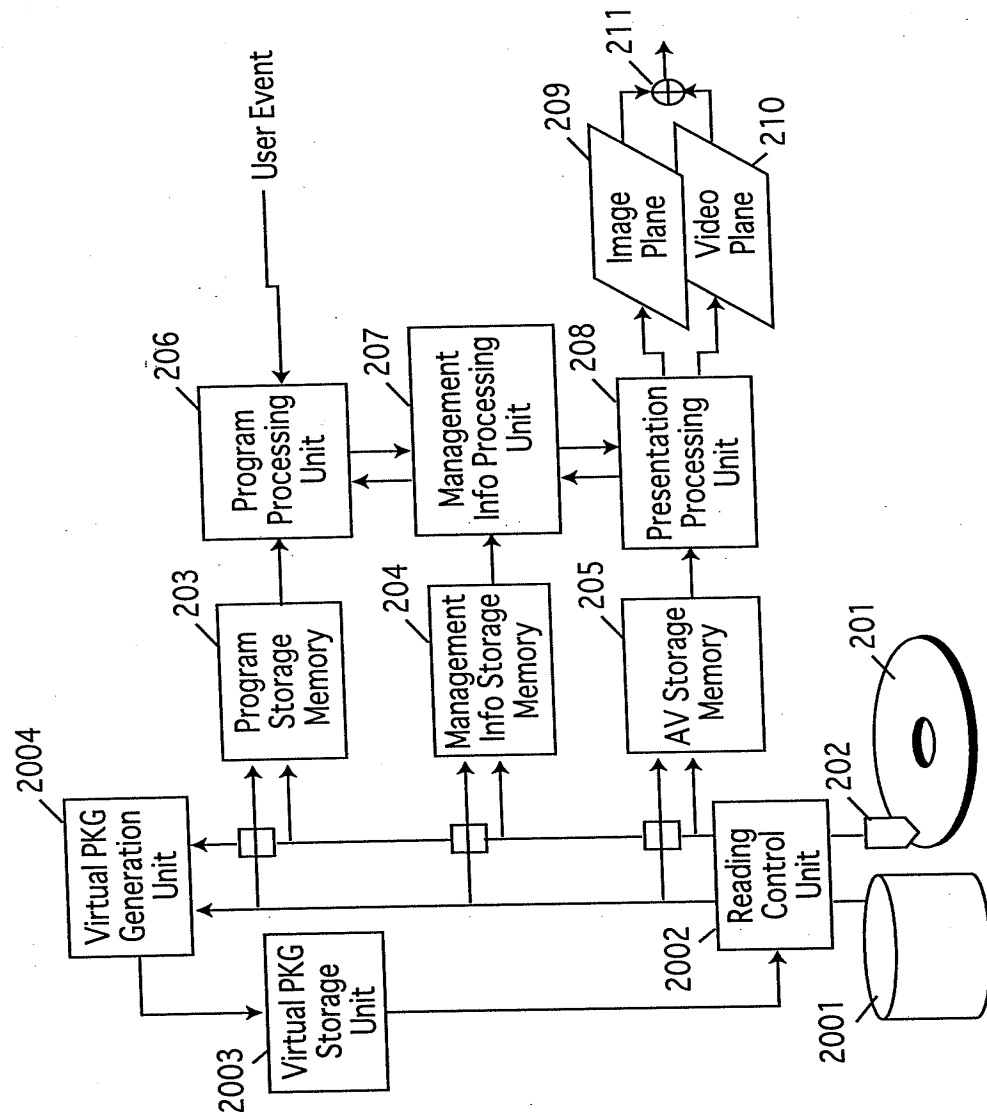 2004
Virtual PKG
Generation
Unit
2003
Virtual PKG
Storage
Unit
203
Program
Storage
Memory
206
Program
Processing
Unit
User Event
204
Management
Info Storage
Memory
207
Management
Info Processing
Unit
2002
Reading
Control
Unit
205
AV Storage
Memory
208
Presentation
Processing
Unit
209
Image
Plane
Video
Plane
210
211
2001
202
201